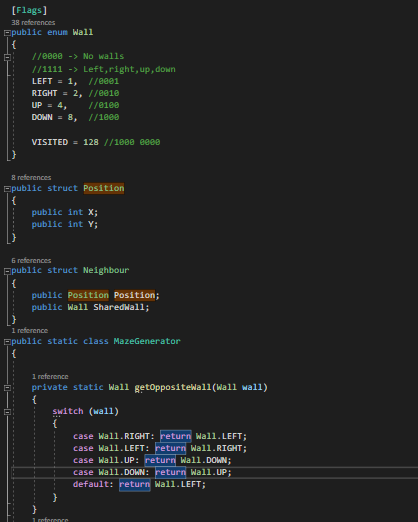 [Flags]
38 references
public enum Wall
{
//0000 -> No walls
//1111 -> Left,right,up,down
LEFT = 1, //0001
RIGHT = 2, //0010
UP = 4, //0100
DOWN = 8, //1000
VISITED = 128 //1000 0000
}
8 references
public struct Position
{
public int X;
public int Y;
}
6 references
public struct Neighbour
{
public Position Position;
public Wall SharedWall;
}
1 reference
public static class MazeGenerator
{
1 reference
private static Wall getOppositeWall(Wall wall)
{
switch (wall)
{
case Wall.RIGHT: return Wall.LEFT;
case Wall.LEFT: return Wall.RIGHT;
case Wall.UP: return Wall.DOWN;
case Wall.DOWN: return Wall.UP;
default: return Wall.LEFT;
}
}
1 reference